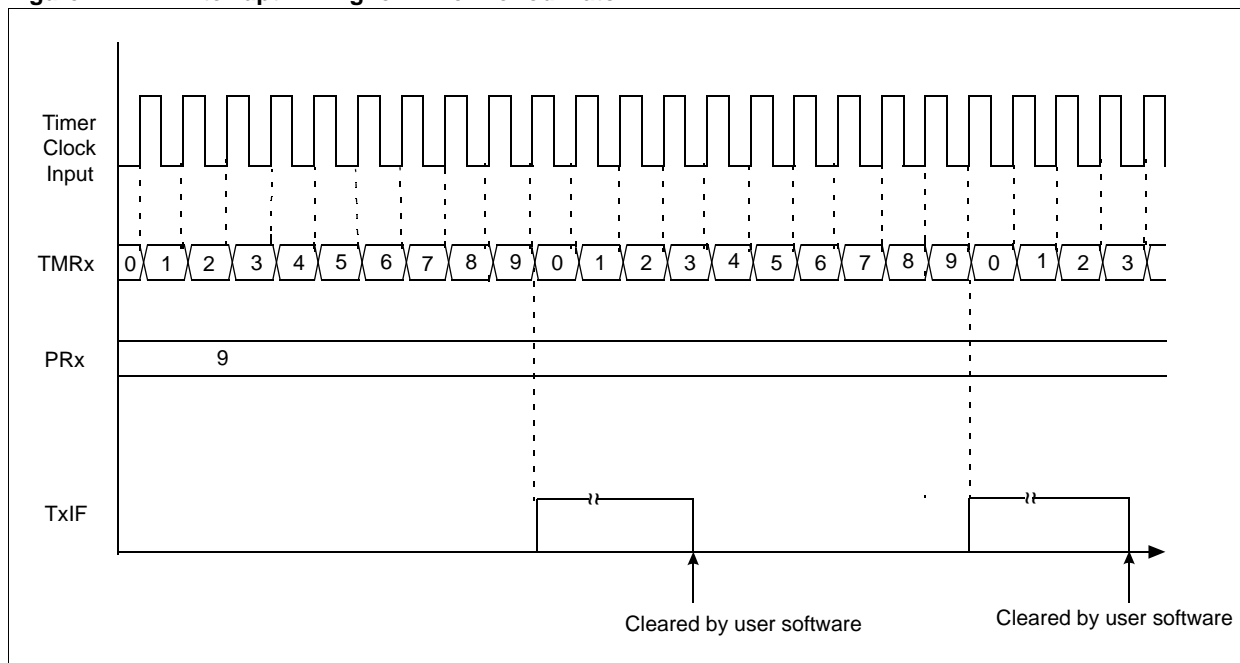 Timer
Clock
Input
TMRx
0 1 2 3 4 5 6 7 8 9 0 1 2 3 4 5 6 7 8 9 0 1 2 3
PRx
9
TxIF
Cleared by user software
Cleared by user software